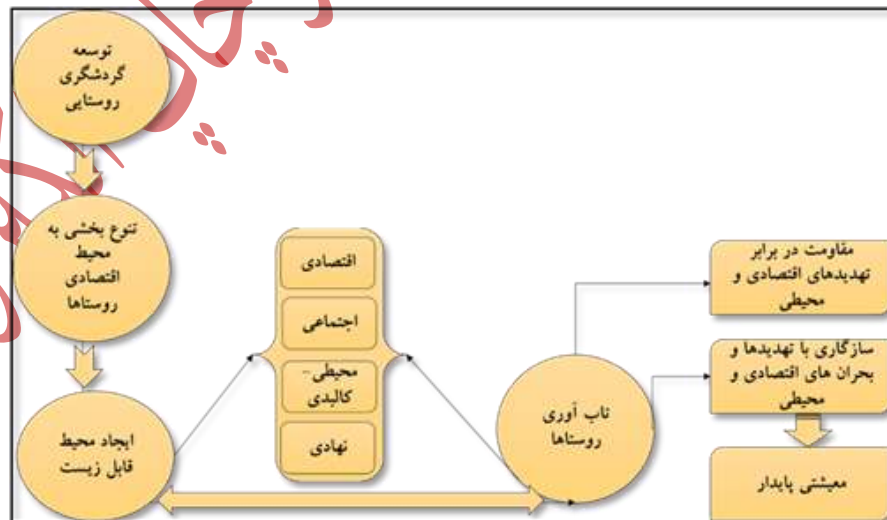 توسعه
گردشگری
روستایی
تنوع بخشی به
محیط
اقتصادی
روستاها
ایجاد محیط
قابل زیست
اقتصادی
اجتماعی
محیطی-
کالبدی
نهادی
تاب آوری
روستاها
مقاومت در برابر
تهدیدهای اقتصادی و
محیطی
سازگاری با تهدیدها و
بحران های اقتصادی و
محیطی
معیشتی پایدار